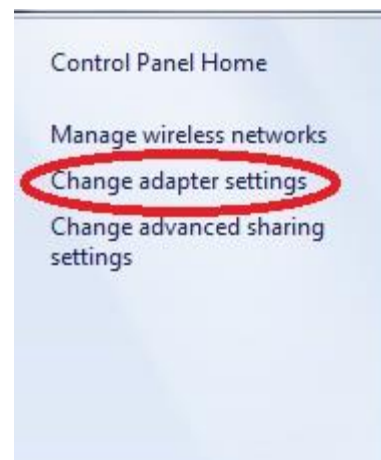 Control Panel Home
Manage wireless networks
Change adapter settings
Change advanced sharing
settings